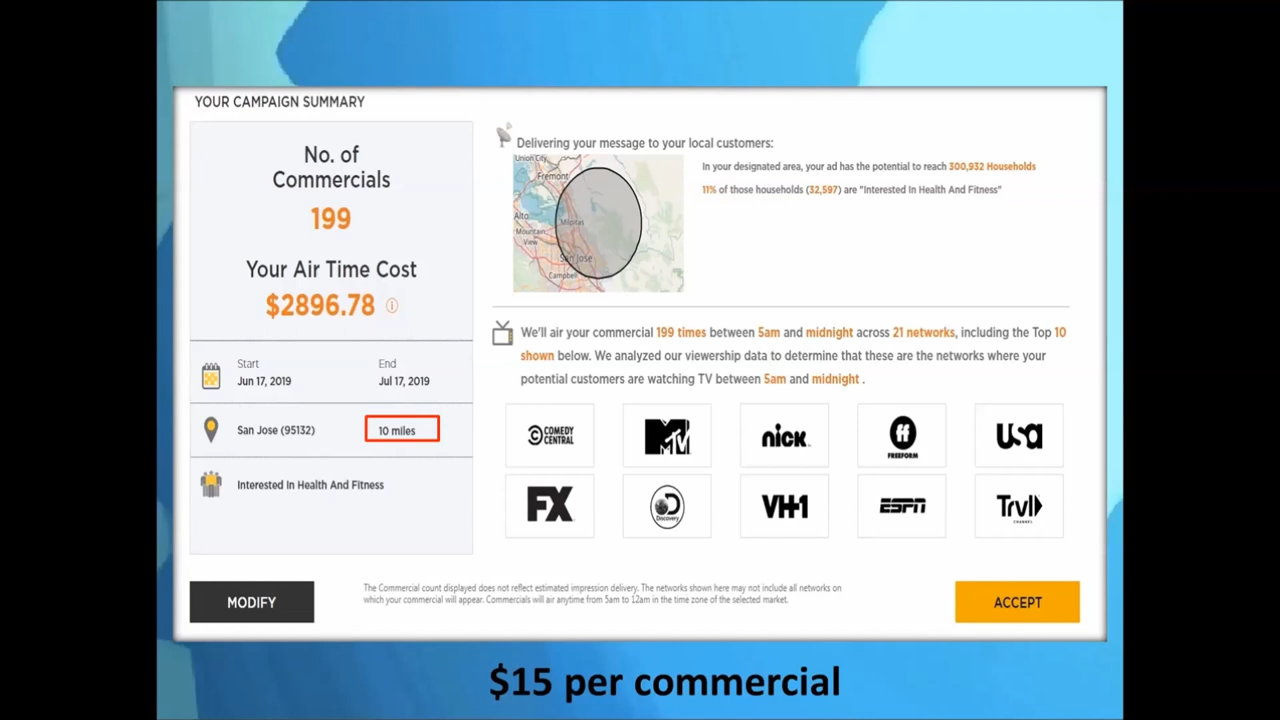 YOUR CAMPAIGN SUMMARY
No. of
Commercials
199
Your Air Time Cost
$2896.78
Start
End
Jun 17, 2019
Jul 17, 2019
San Jose (95132)
10 miles
Interested In Health And Fitness
Delivering your message to your local customers:
Union City
Fremont
Alto
Mountain
View
Milpitas
San Jose
Campbell
In your designated area, your ad has the potential to reach 300,932 Households
11% of those households (32,597) are "Interested In Health And Fitness"
We'll air your commercial 199 times between 5am and midnight across 21 networks, including the Top 10
shown below. We analyzed our viewership data to determine that these are the networks where your
potential customers are watching TV between 5am and midnight .
COMEDY
CENTRAL
MTV
nick
ff
FREEFORM
USA
FX
Discovery
VH1
ESPN
Trvl
CHANNEL
MODIFY
The Commercial count displayed does not reflect estimated impression delivery. The networks shown here may not include all networks on
which your commercial will appear. Commercials will air anytime from 5am to 12am in the time zone of the selected market.
ACCEPT
$15 per commercial